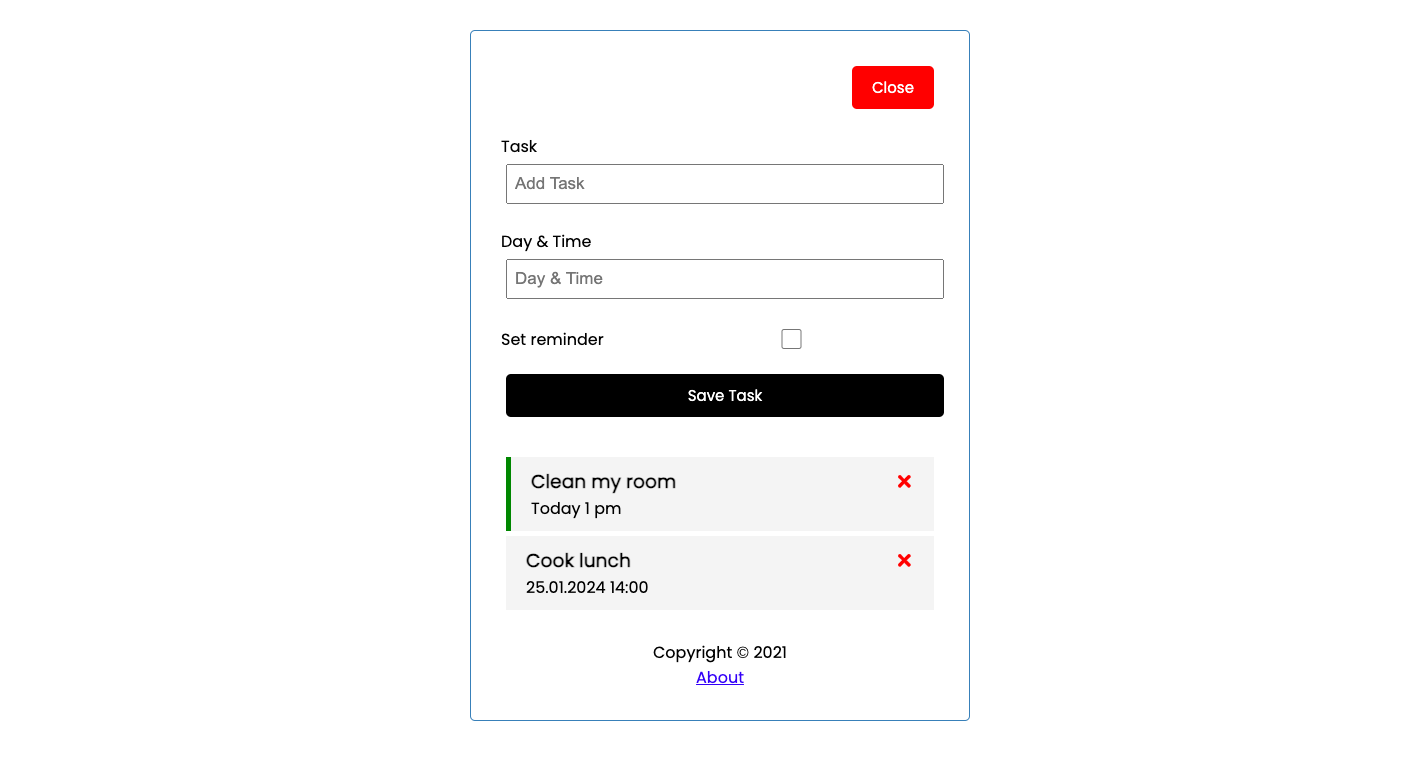 Close
Task
Add Task
Day & Time
Day & Time
Set reminder
Save Task
Clean my room
Today 1 pm
Cook lunch
25.01.2024 14:00
Copyright © 2021
About